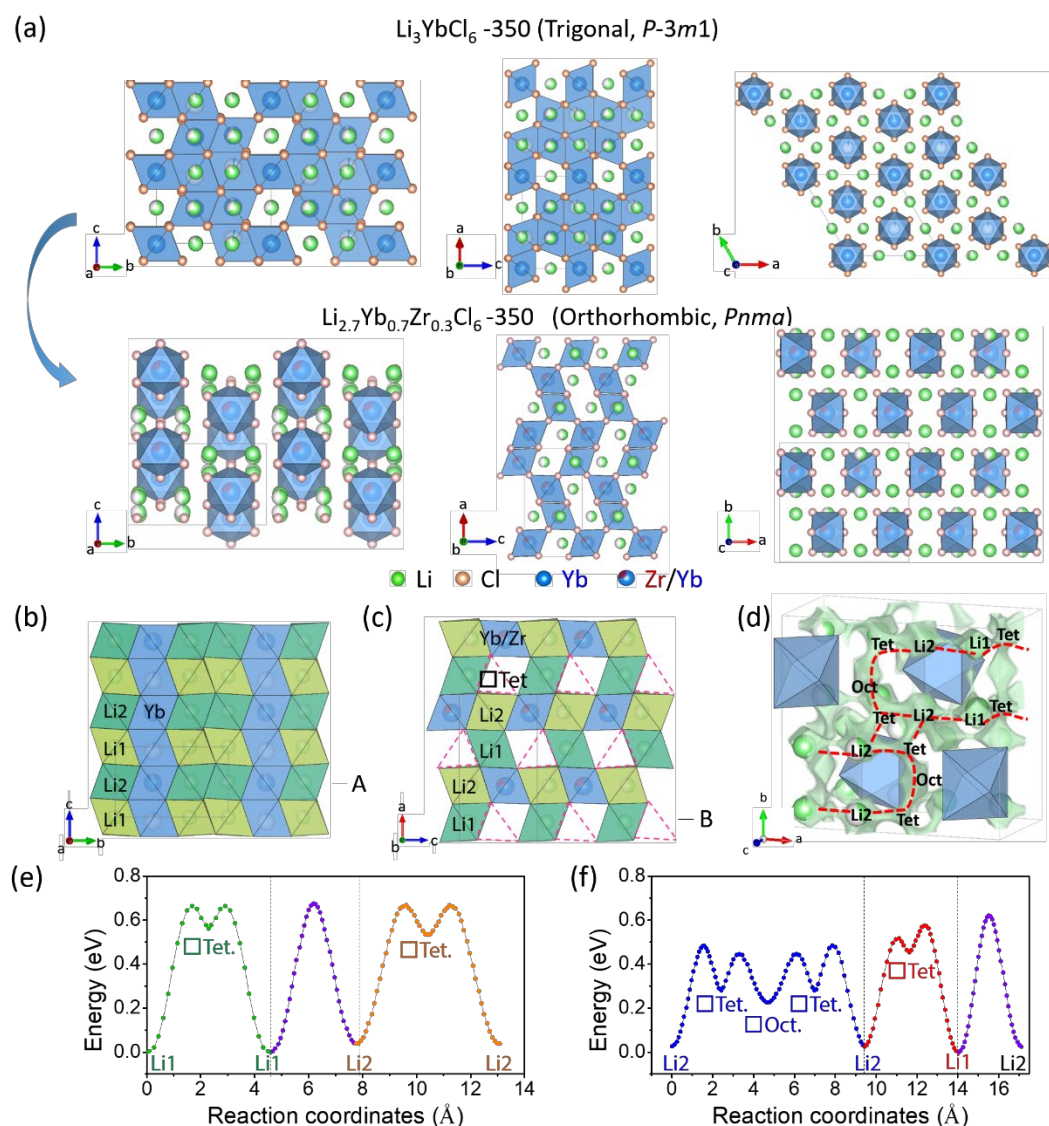 (a)
Li₃YbCl₆ -350 (Trigonal, P-3m1)
c
a b
a
b c
b
c a
Li₂.₇Yb₀.₇Zr₀.₃Cl₆ -350 (Orthorhombic, Pnma)
c
a b
a
b c
b
c a
Li Cl Yb Zr/Yb
(b)
Li2 Yb
Li1
Li2
Li1
A
c
a b
(c)
Yb/Zr
□Tet
Li2
Li1
Li2
Li1
B
a
b c
(d)
Tet Li2 Li1 Tet
Oct
Tet Li2 Li1 Tet
Li2 Tet
Oct
Li2 Tet
b
c a
(e)
Energy (eV)
0.8
0.6
0.4
0.2
0.0
□Tet.
□Tet.
Li1 Li1 Li2 Li2
0 2 4 6 8 10 12 14
Reaction coordinates (Å)
(f)
Energy (eV)
0.8
0.6
0.4
0.2
0.0
□Tet.
□Oct.
□Tet.
□Tet
Li2 Li2 Li1 Li2
0 2 4 6 8 10 12 14 16
Reaction coordinates (Å)